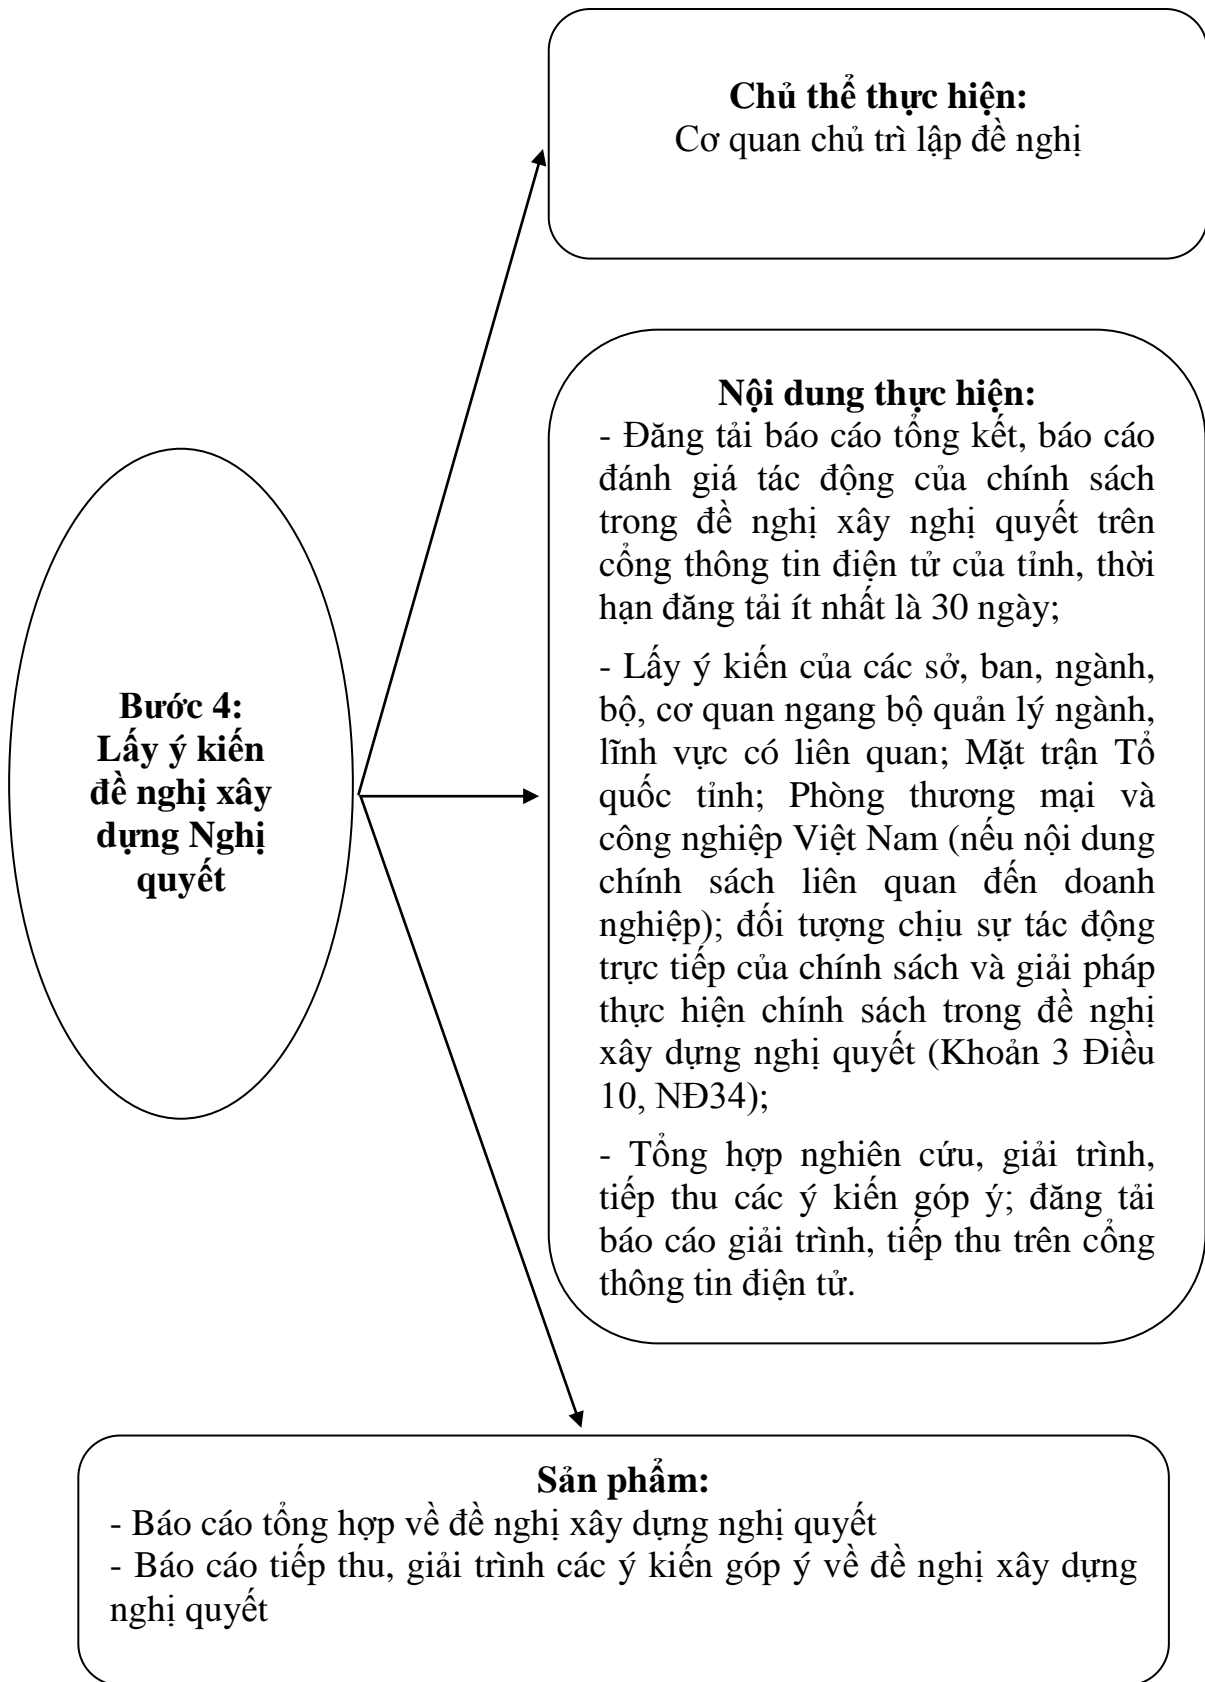 Chủ thể thực hiện:
Cơ quan chủ trì lập đề nghị
Nội dung thực hiện:
- Đăng tải báo cáo tổng kết, báo cáo
đánh giá tác động của chính sách
trong đề nghị xây nghị quyết trên
cổng thông tin điện tử của tỉnh, thời
hạn đăng tải ít nhất là 30 ngày;
- Lấy ý kiến của các sở, ban, ngành,
bộ, cơ quan ngang bộ quản lý ngành,
lĩnh vực có liên quan; Mặt trận Tổ
quốc tỉnh; Phòng thương mại và
công nghiệp Việt Nam (nếu nội dung
chính sách liên quan đến doanh
nghiệp); đối tượng chịu sự tác động
trực tiếp của chính sách và giải pháp
thực hiện chính sách trong đề nghị
xây dựng nghị quyết (Khoản 3 Điều
10, NĐ34);
- Tổng hợp nghiên cứu, giải trình,
tiếp thu các ý kiến góp ý; đăng tải
báo cáo giải trình, tiếp thu trên cổng
thông tin điện tử.
Bước 4:
Lấy ý kiến
đề nghị xây
dựng Nghị
quyết
Sản phẩm:
- Báo cáo tổng hợp về đề nghị xây dựng nghị quyết
- Báo cáo tiếp thu, giải trình các ý kiến góp ý về đề nghị xây dựng
nghị quyết